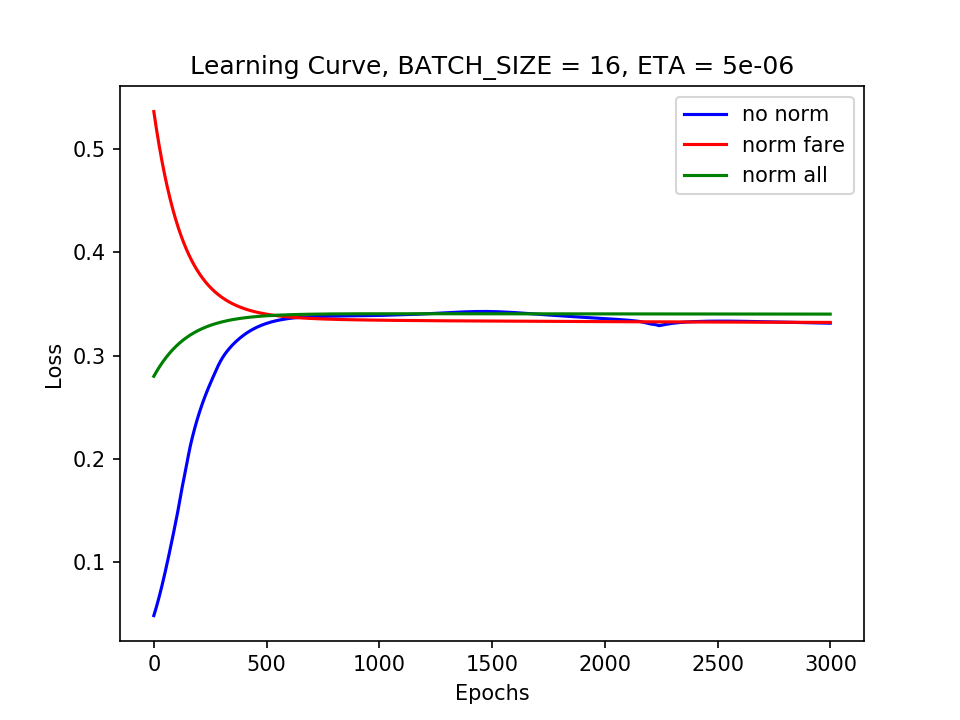 Learning Curve, BATCH_SIZE = 16, ETA = 5e-06
no norm
norm fare
norm all
0.5
0.4
0.3
0.2
0.1
Loss
0 500 1000 1500 2000 2500 3000
Epochs